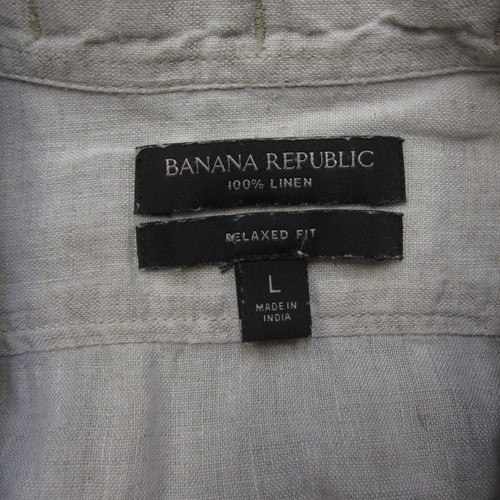 BANANA REPUBLIC
100% LINEN
RELAXED FIT
L
MADE IN
INDIA